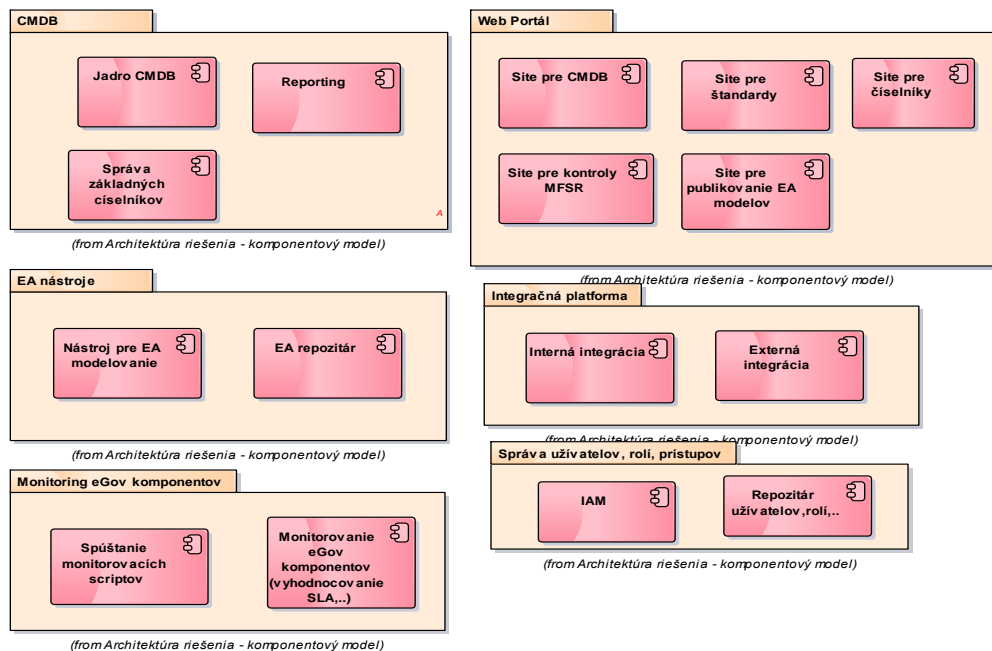 CMDB
Jadro CMDB
Reporting
Správa
základných
císelníkov
A
(from Architektúra riešenia - komponentový model)
Web Portál
Site pre CMDB
Site pre
štandardy
Site pre
číselníky
Site pre kontroly
MFSR
Site pre
publikovanie EA
modelov
(from Architektúra riešenia - komponentový model)
EA nástroje
Nástroj pre EA
modelovanie
EA repozitár
(from Architektúra riešenia - komponentový model)
Integračná platforma
Interná integrácia
Externá
integrácia
(from Architektúra riešenia - komponentový model)
Monitoring eGov komponentov
Spúštanie
monitorovacích
scriptov
Monitorovanie
eGov
komponentov
(vyhodnocovanie
SLA,..)
(from Architektúra riešenia - komponentový model)
Správa užívatelov, rolí, prístupov
IAM
Repozitár
užívatelov,rolí,..
(from Architektúra riešenia - komponentový model)